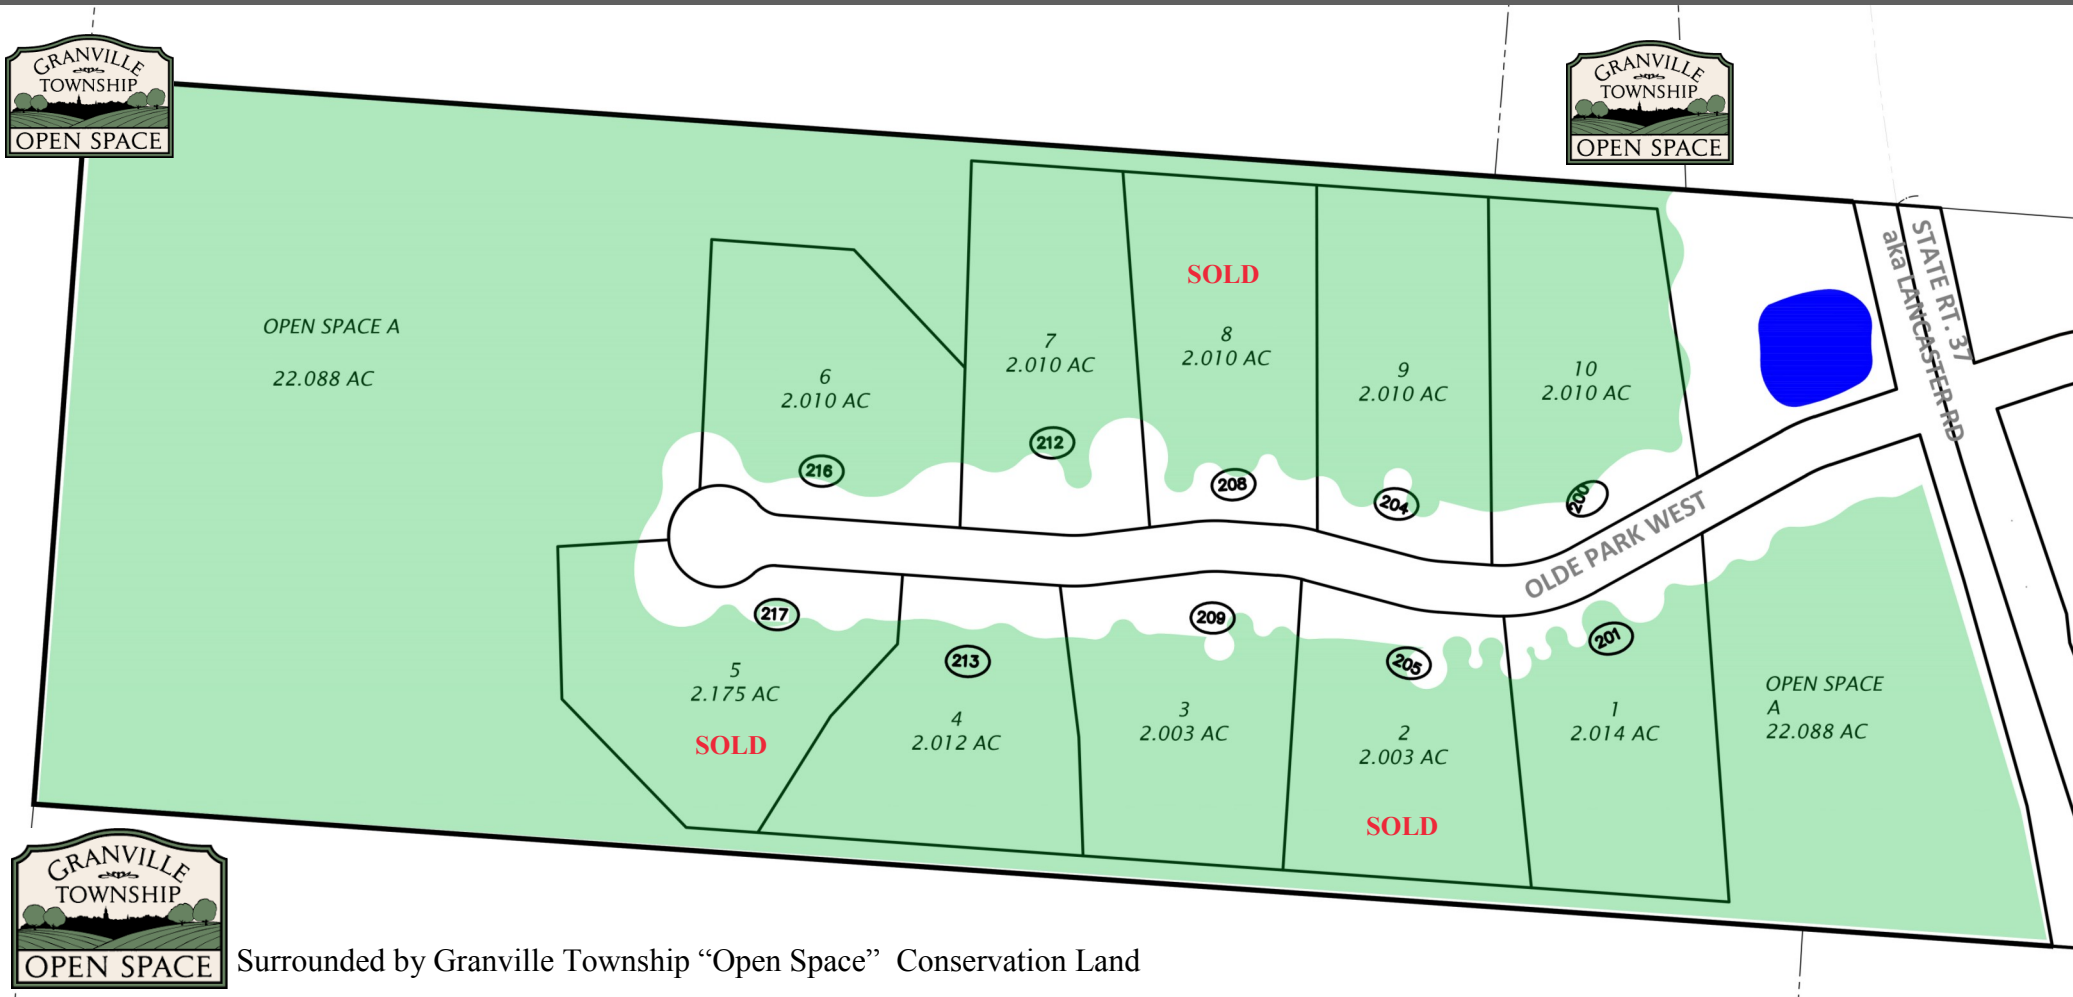 GRANVILLE
TOWNSHIP
OPEN SPACE
GRANVILLE
TOWNSHIP
OPEN SPACE
STATE RT. 37
aka LANCASTER RD
OPEN SPACE A
22.088 AC
6
2.010 AC
216
7
2.010 AC
212
SOLD
8
2.010 AC
208
9
2.010 AC
204
10
2.010 AC
200
OLDE PARK WEST
217
5
2.175 AC
SOLD
213
4
2.012 AC
209
3
2.003 AC
205
2
2.003 AC
SOLD
201
1
2.014 AC
OPEN SPACE
A
22.088 AC
GRANVILLE
TOWNSHIP
OPEN SPACE
Surrounded by Granville Township “Open Space” Conservation Land